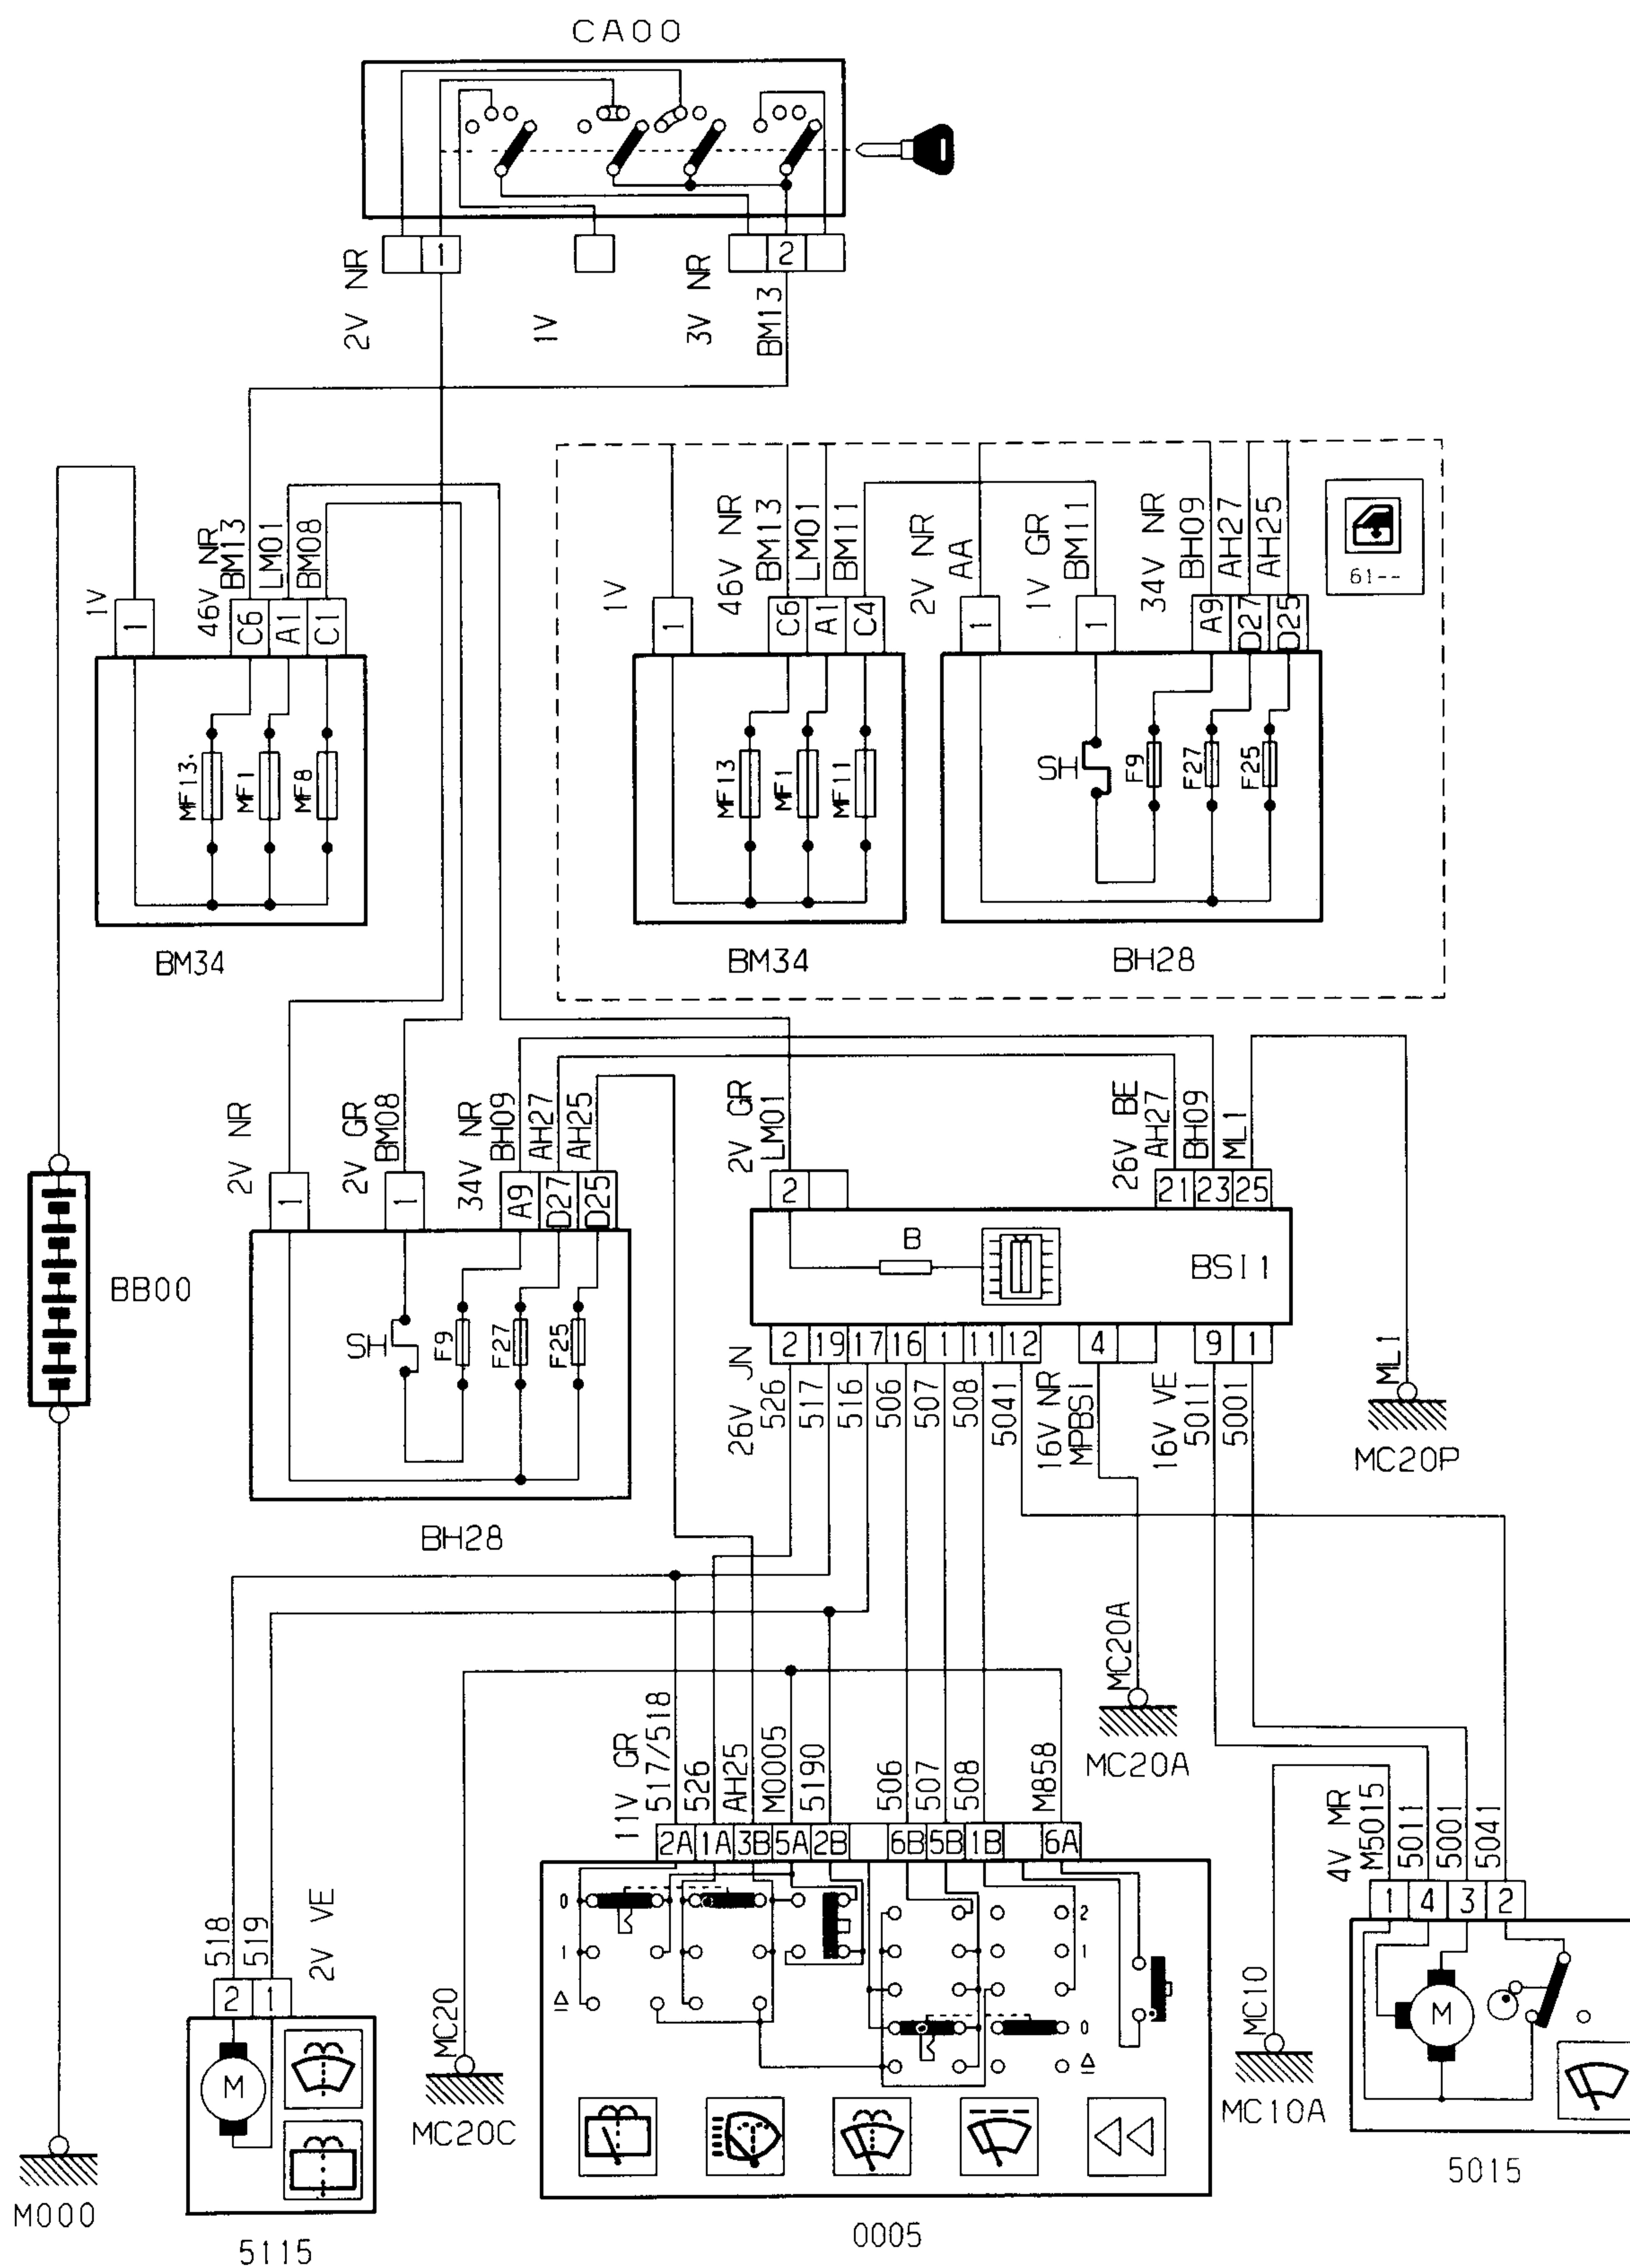 CA00
1
2
2V NR
1V
3V NR
BM13
1V
46V NR
BM13
LM01
BM08
1
C6
A1
C1
MF13.
MF1
MF8
BM34
1V
46V NR
BM13
LM01
BM11
2V NR
AA
1V GR
BM11
34V NR
BH09
AH27
AH25
61--
1
C6
A1
C4
1
1
A9
D27
D25
MF13
MF1
MF11
SH
F9
F27
F25
BM34
BH28
2V NR
2V GR
BM08
34V NR
BH09
AH27
AH25
2V GR
LM01
26V BE
AH27
BH09
ML1
1
1
A9
D27
D25
2
21
23
25
BB00
SH
F9
F27
F25
B
BSI1
2
19
17
16
1
11
12
4
9
1
26V JN
526
517
516
506
507
508
5041
16V NR
MPBSI
16V VE
5011
5001
ML1
MC20P
BH28
MC20A
MC20A
11V GR
517/518
526
AH25
M0005
5190
506
507
508
M858
2A
1A
3B
5A
2B
6B
5B
1B
6A
4V MR
M5015
5011
5001
5041
1
4
3
2
518
519
2V VE
2
1
0
1
2
1
0
M
M
MC20
MC20C
MC10
MC10A
M000
5115
0005
5015